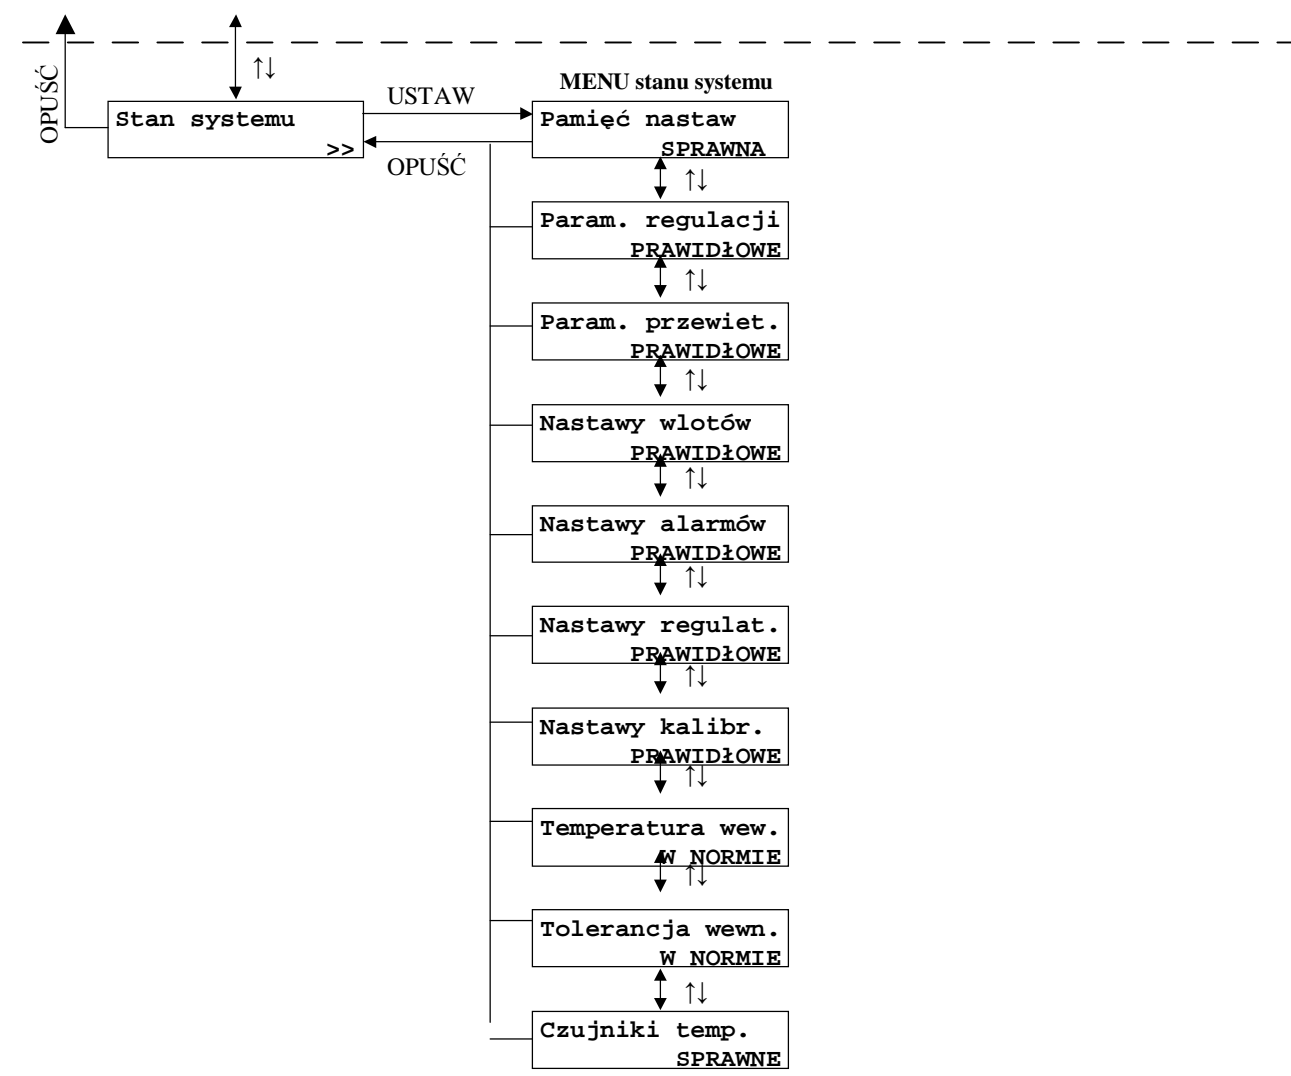 ↑↓
OPUŚĆ
MENU stanu systemu
USTAW
Stan systemu
>>
OPUŚĆ
Pamięć nastaw
SPRAWNA
↑↓
Param. regulacji
PRAWIDŁOWE
↑↓
Param. przewiet.
PRAWIDŁOWE
↑↓
Nastawy wlotów
PRAWIDŁOWE
↑↓
Nastawy alarmów
PRAWIDŁOWE
↑↓
Nastawy regulat.
PRAWIDŁOWE
↑↓
Nastawy kalibr.
PRAWIDŁOWE
↑↓
Temperatura wew.
W NORMIE
↑↓
Tolerancja wewn.
W NORMIE
↑↓
Czujniki temp.
SPRAWNE